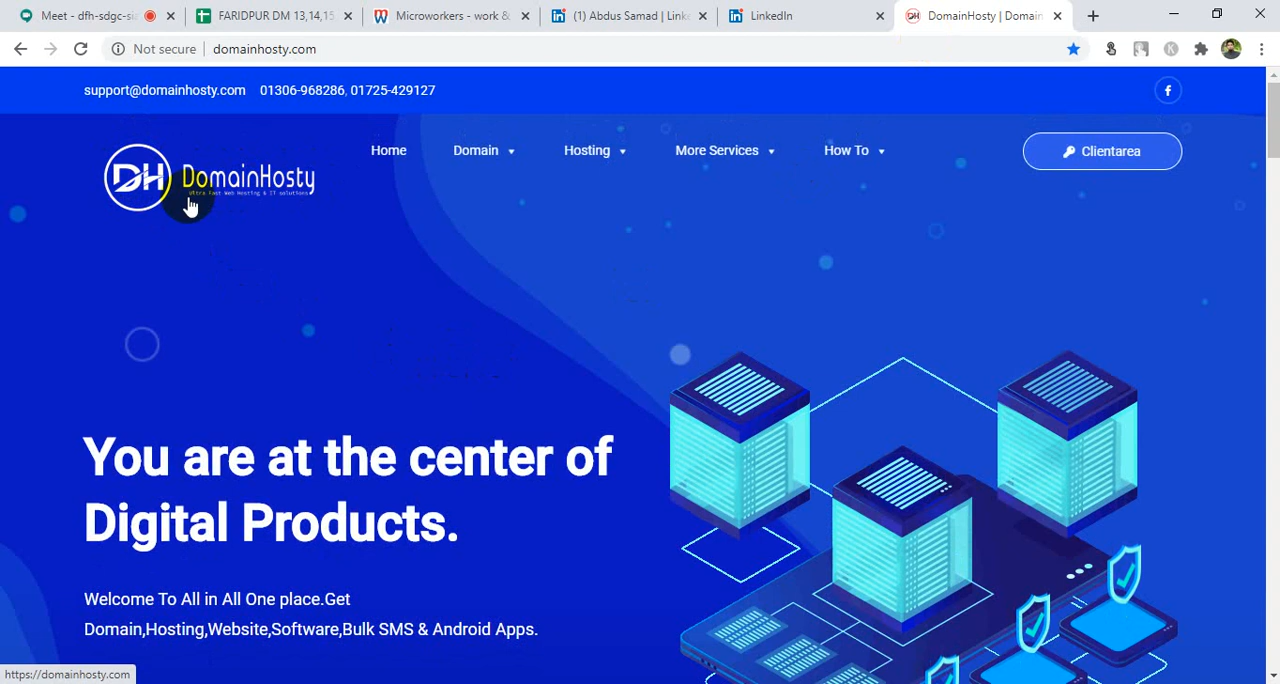 Meet - dfh-sdgc-sia
FARIDPUR DM 13,14,15
Microworkers - work &
(1) Abdus Samad | Linke
LinkedIn
DomainHosty | Domain
Not secure
domainhosty.com
K
support@domainhosty.com 01306-968286, 01725-429127
DH DomainHosty
Ultra Fast Web Hosting & IT solutions
Home
Domain
Hosting
More Services
How To
Clientarea
You are at the center of
Digital Products.
Welcome To All in All One place.Get
Domain,Hosting,Website,Software,Bulk SMS & Android Apps.
https://domainhosty.com